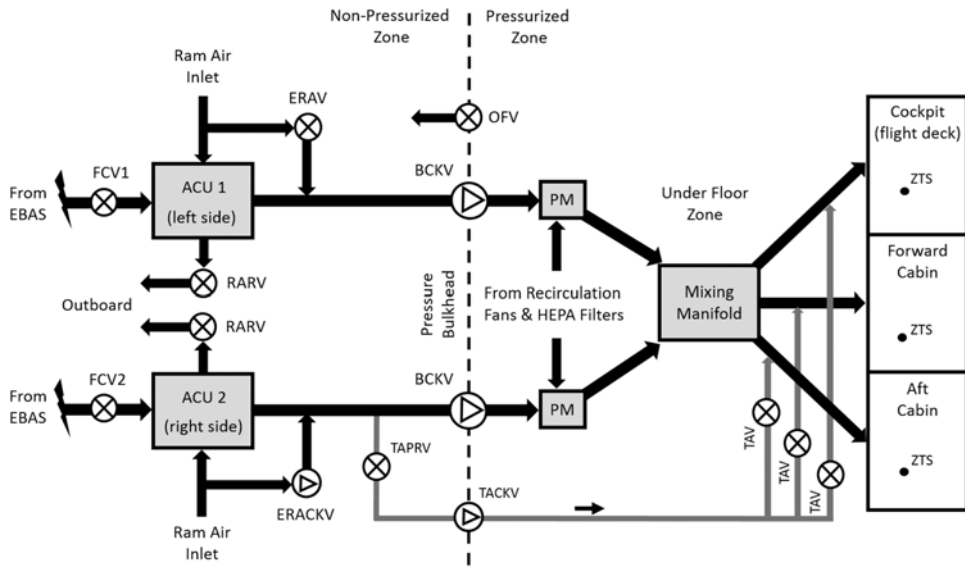 Non-Pressurized
Zone
Pressurized
Zone
Ram Air
Inlet
ERAV
OFV
Cockpit
(flight deck)
ZTS
FCV1
From
EBAS
ACU 1
(left side)
BCKV
PM
Under Floor
Zone
RARV
Outboard
RARV
Pressure
Bulkhead
From Recirculation
Fans & HEPA Filters
Mixing
Manifold
Forward
Cabin
ZTS
FCV2
From
EBAS
ACU 2
(right side)
BCKV
PM
Aft
Cabin
ZTS
TAPRV
TAV
TAV
TAV
ERACKV
TACKV
Ram Air
Inlet